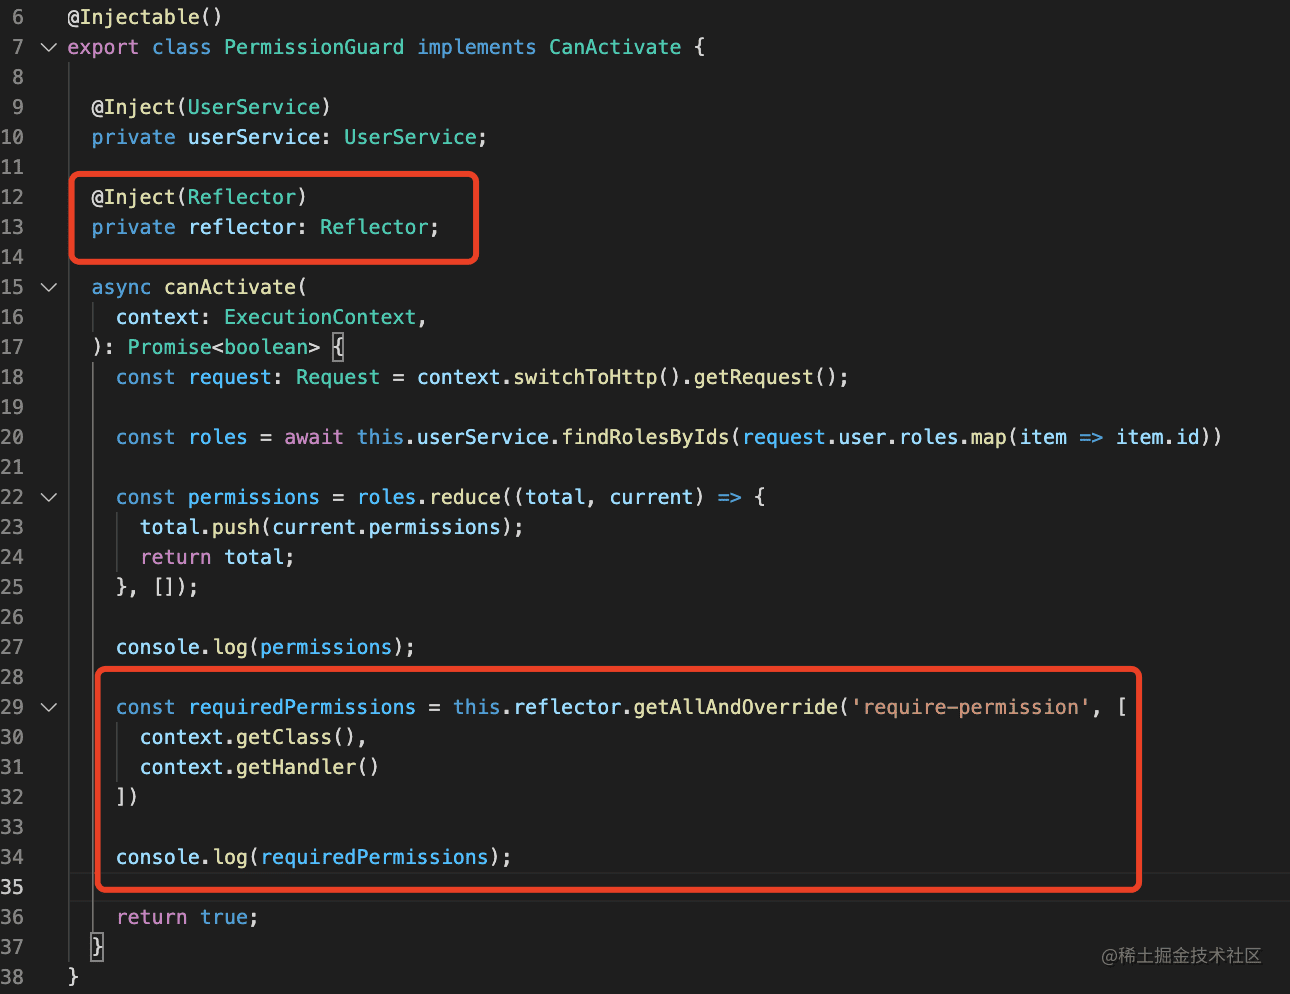 6 @Injectable()
7 export class PermissionGuard implements CanActivate {
8
9 @Inject(UserService)
10 private userService: UserService;
11
12 @Inject(Reflector)
13 private reflector: Reflector;
14
15 async canActivate(
16 context: ExecutionContext,
17 ): Promise<boolean> {
18 const request: Request = context.switchToHttp().getRequest();
19
20 const roles = await this.userService.findRolesByIds(request.user.roles.map(item => item.id))
21
22 const permissions = roles.reduce((total, current) => {
23 total.push(current.permissions);
24 return total;
25 }, []);
26
27 console.log(permissions);
28
29 const requiredPermissions = this.reflector.getAllAndOverride('require-permission', [
30 context.getClass(),
31 context.getHandler()
32 ])
33
34 console.log(requiredPermissions);
35
36 return true;
37 }
38 }
@稀土掘金技术社区